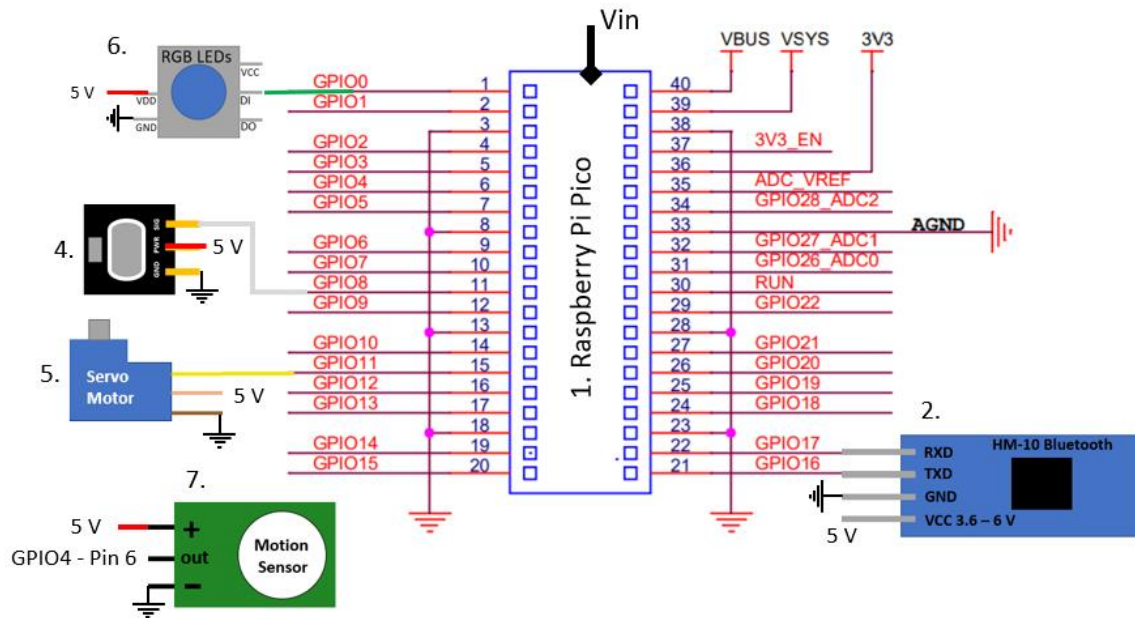 Vin
6.
RGB LEDs
VCC
5 V
VDD
DI
GND
DO
VBUS
VSYS
3V3
GPIO0
1
40
GPIO1
2
39
3
38
GPIO2
4
37
3V3_EN
GPIO3
5
36
GPIO4
6
35
ADC_VREF
GPIO5
7
34
GPIO28_ADC2
8
33
AGND
GPIO6
9
32
GPIO27_ADC1
GPIO7
10
31
GPIO26_ADC0
GPIO8
11
30
RUN
GPIO9
12
29
GPIO22
13
28
GPIO10
14
27
GPIO21
GPIO11
15
26
GPIO20
GPIO12
16
25
GPIO19
GPIO13
17
24
GPIO18
18
23
GPIO14
19
22
GPIO17
GPIO15
20
21
GPIO16
1. Raspberry Pi Pico
4.
SIG
PWR
GND
5 V
5.
Servo
Motor
5 V
2.
HM-10 Bluetooth
RXD
TXD
GND
VCC 3.6 – 6 V
5 V
7.
5 V
+
GPIO4 - Pin 6
out
−
Motion
Sensor